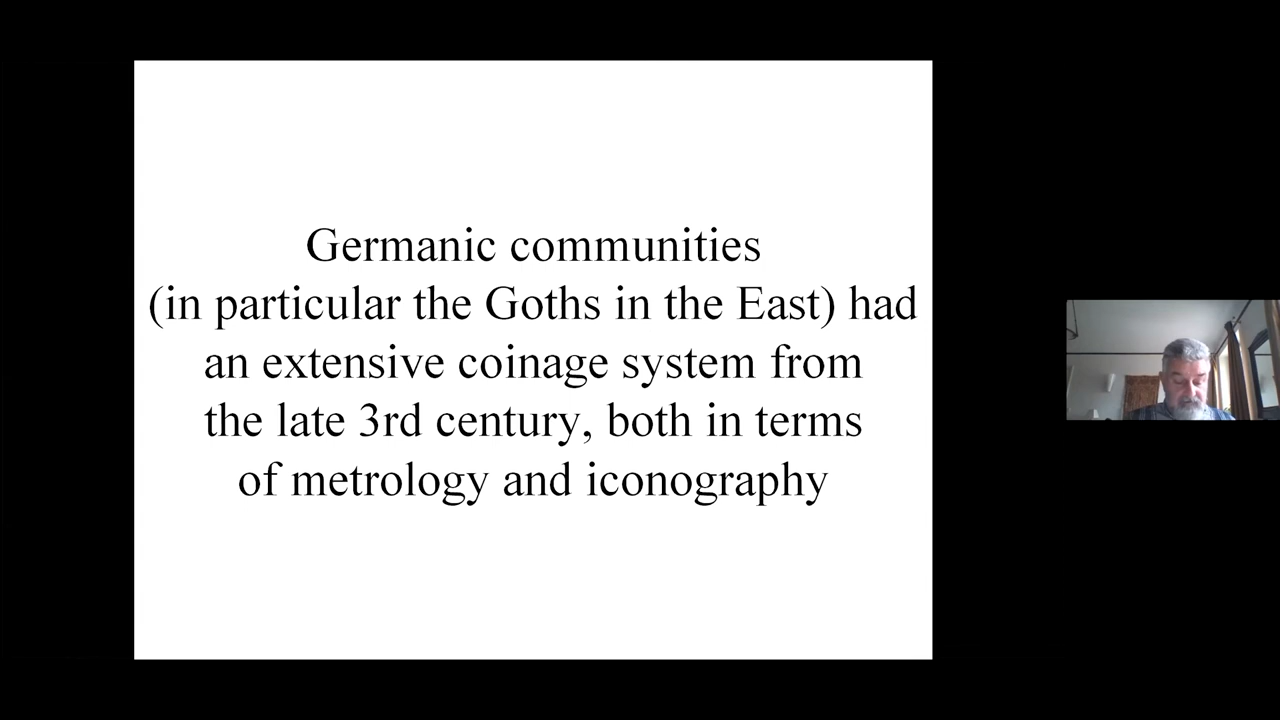 Germanic communities
(in particular the Goths in the East) had
an extensive coinage system from
the late 3rd century, both in terms
of metrology and iconography